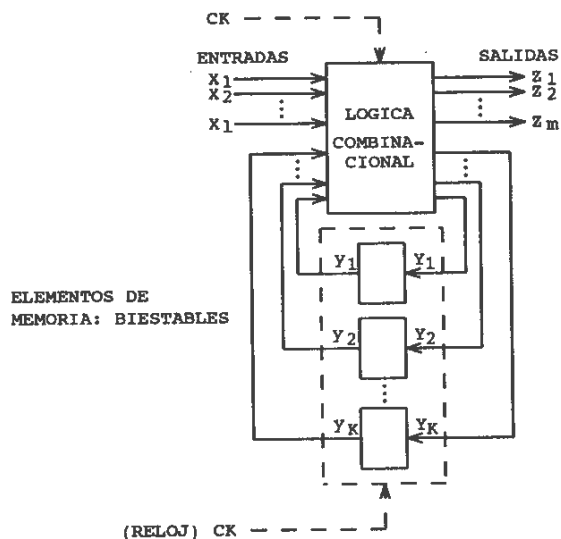 CK
ENTRADAS
SALIDAS
X1
X2
X1
LOGICA
COMBINA-
CIONAL
Z1
Z2
Zm
y1
Y1
ELEMENTOS DE
MEMORIA: BIESTABLES
y2
Y2
yK
YK
(RELOJ) CK